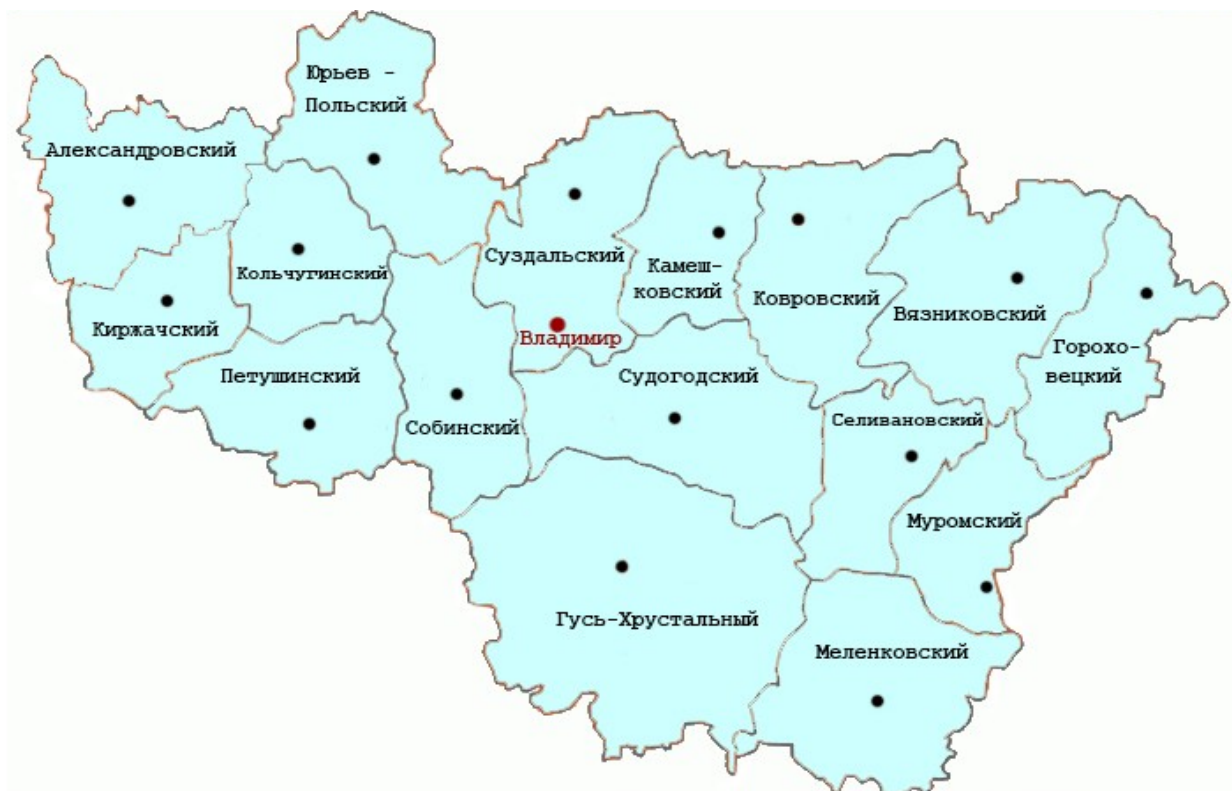 Юрьев -
Польский
Александровский
Суздальский
Кольчугинский
Камеш-
ковский
Ковровский
Вязниковский
Киржачский
Владимир
Горохо-
вецкий
Петушинский
Судогодский
Собинский
Селивановский
Муромский
Гусь-Хрустальный
Меленковский